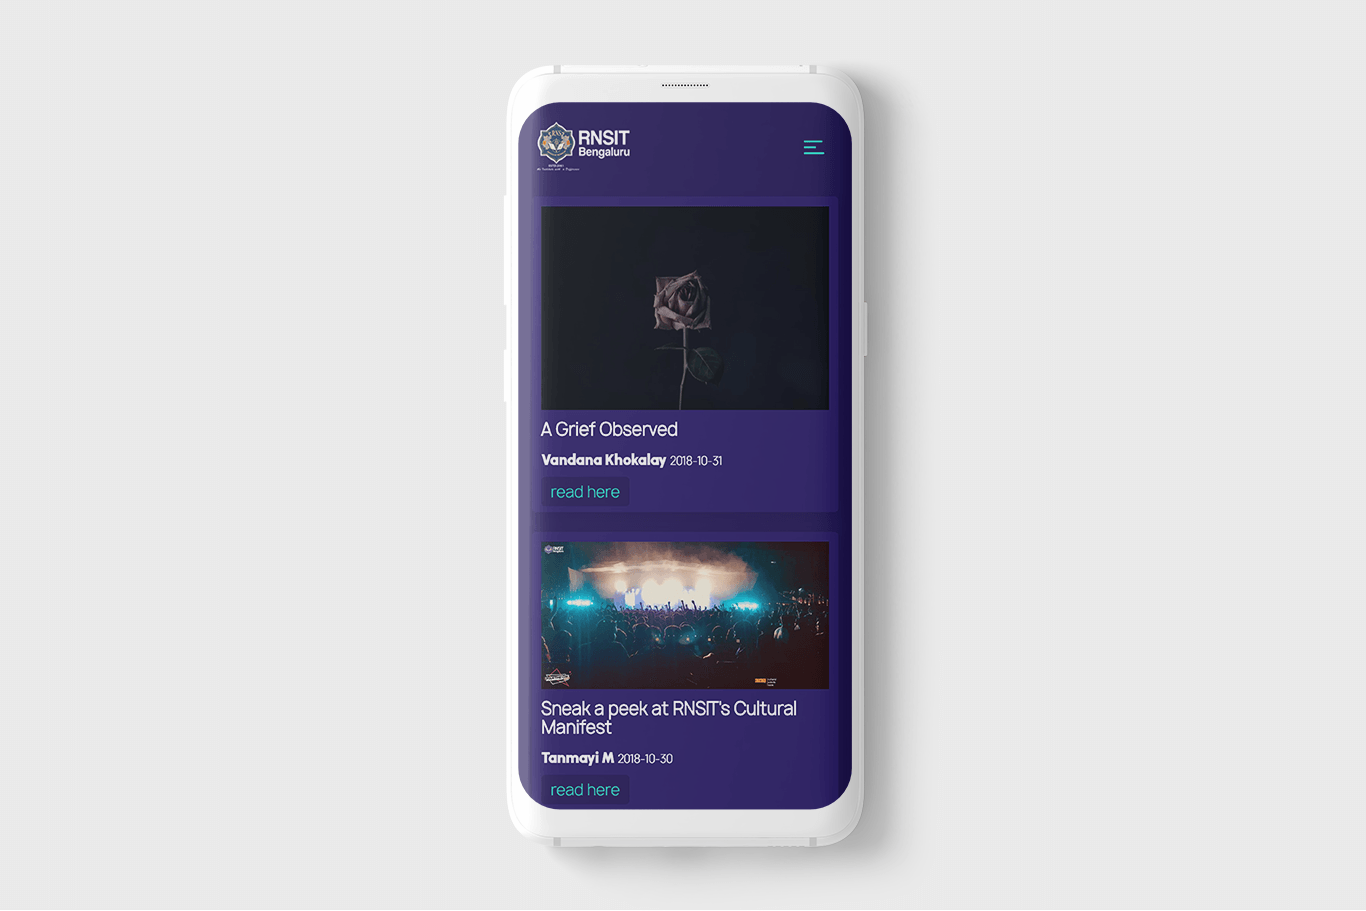 RNSIT
Bengaluru
A Grief Observed
Vandana Khokalay 2018-10-31
read here
RNSIT
Sneak a peek at RNSIT's Cultural
Manifest
Tanmayi M 2018-10-30
read here